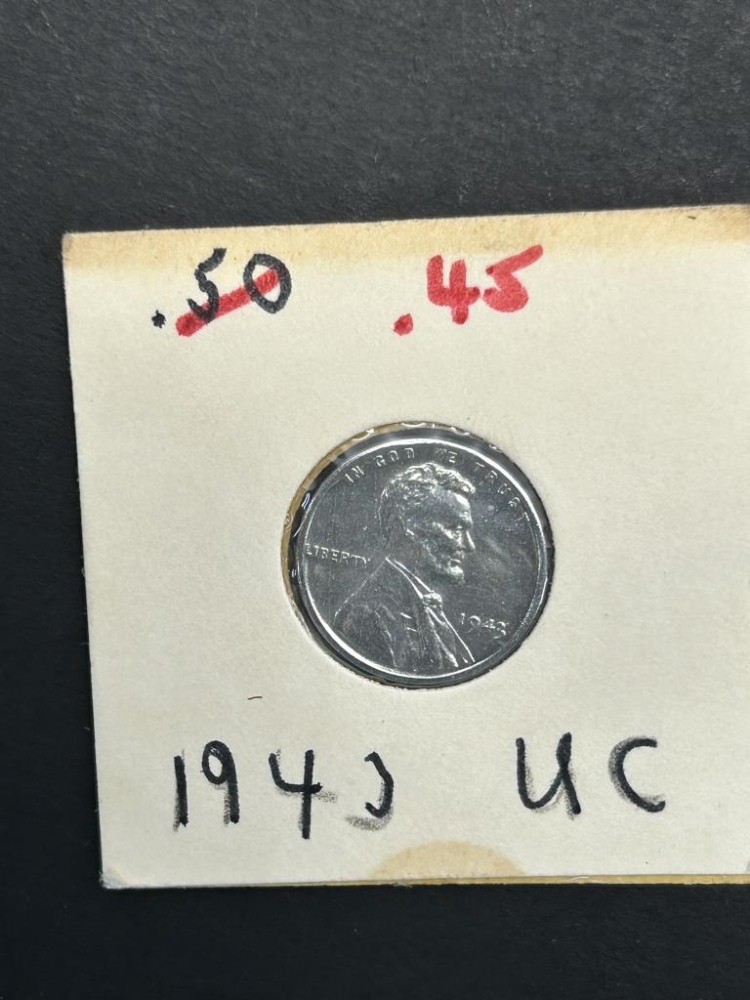 .50 .45
IN GOD WE TRUST
LIBERTY
1943
1943 UC